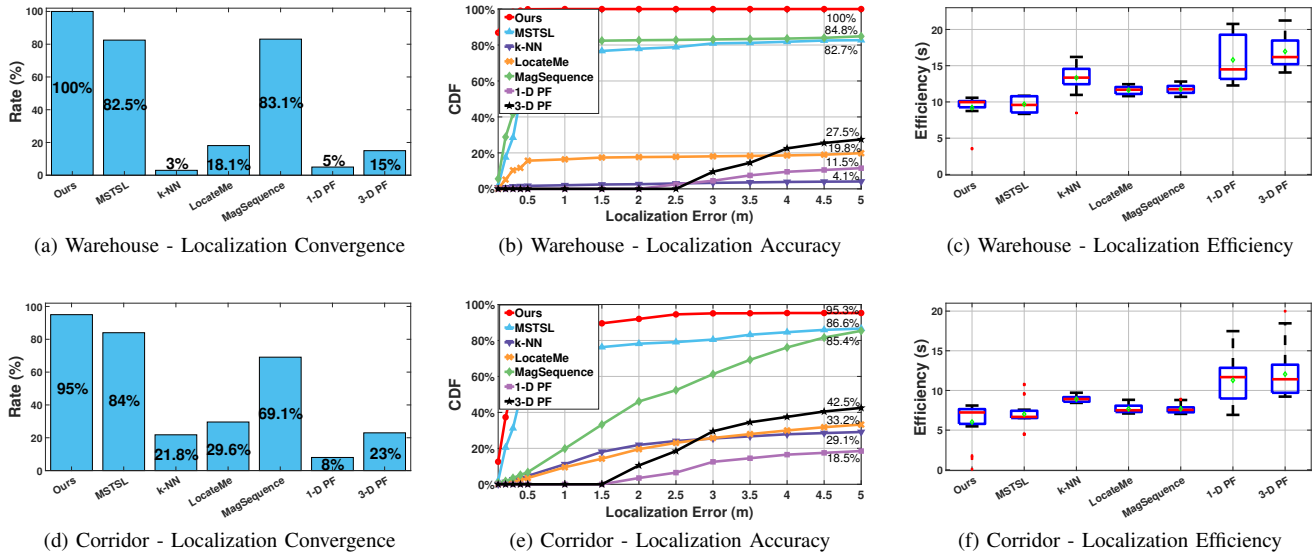 Rate (%)
100
80
60
40
20
0
100%
82.5%
3%
18.1%
83.1%
5%
15%
Ours
MSTSL
k-NN
LocateMe
MagSequence
1-D PF
3-D PF
(a) Warehouse - Localization Convergence
CDF
100%
80%
60%
40%
20%
0%
Ours
MSTSL
k-NN
LocateMe
MagSequence
1-D PF
3-D PF
100%
84.8%
82.7%
27.5%
19.8%
11.5%
4.1%
0.5 1 1.5 2 2.5 3 3.5 4 4.5 5
Localization Error (m)
(b) Warehouse - Localization Accuracy
Efficiency (s)
20
15
10
5
0
Ours
MSTSL
k-NN
LocateMe
MagSequence
1-D PF
3-D PF
(c) Warehouse - Localization Efficiency
Rate (%)
100
80
60
40
20
0
95%
84%
21.8%
29.6%
69.1%
8%
23%
Ours
MSTSL
k-NN
LocateMe
MagSequence
1-D PF
3-D PF
(d) Corridor - Localization Convergence
CDF
100%
80%
60%
40%
20%
0%
Ours
MSTSL
k-NN
LocateMe
MagSequence
1-D PF
3-D PF
95.3%
86.6%
85.4%
42.5%
33.2%
29.1%
18.5%
0.5 1 1.5 2 2.5 3 3.5 4 4.5 5
Localization Error (m)
(e) Corridor - Localization Accuracy
Efficiency (s)
20
15
10
5
0
Ours
MSTSL
k-NN
LocateMe
MagSequence
1-D PF
3-D PF
(f) Corridor - Localization Efficiency